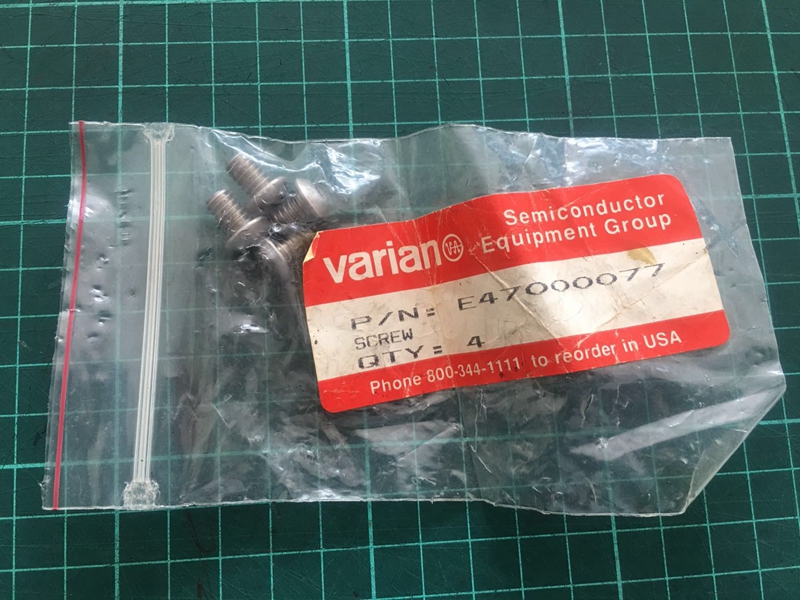 varian
Semiconductor
Equipment Group
P/N= E47000077
SCREW
QTY= 4
Phone 800-344-1111 to reorder in USA